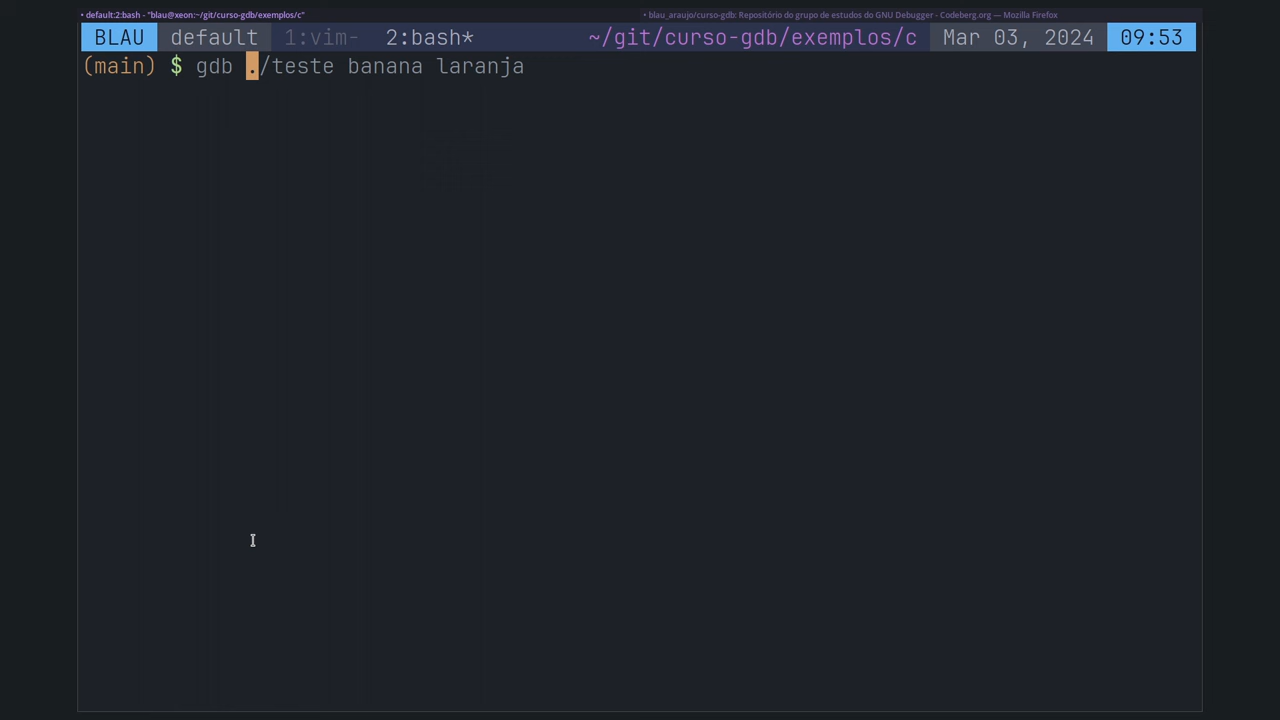 • default:2:bash - "blau@xeon:~/git/curso-gdb/exemplos/c"
• blau_araujo/curso-gdb: Repositório do grupo de estudos do GNU Debugger - Codeberg.org — Mozilla Firefox
BLAU default 1:vim- 2:bash* ~/git/curso-gdb/exemplos/c Mar 03, 2024 09:53
(main) $ gdb ./teste banana laranja